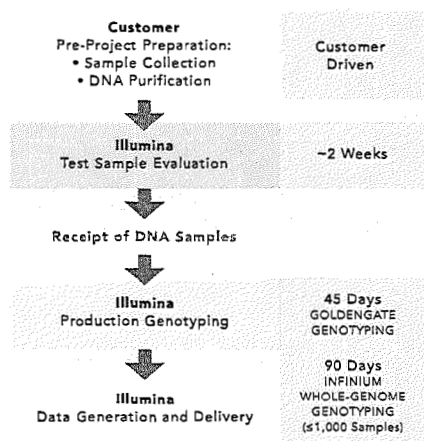 Customer
Pre-Project Preparation:
• Sample Collection
• DNA Purification
Customer
Driven
Illumina
Test Sample Evaluation
~2 Weeks
Receipt of DNA Samples
Illumina
Production Genotyping
45 Days
GOLDENGATE
GENOTYPING
Illumina
Data Generation and Delivery
90 Days
INFINIUM
WHOLE-GENOME
GENOTYPING
(≤1,000 Samples)